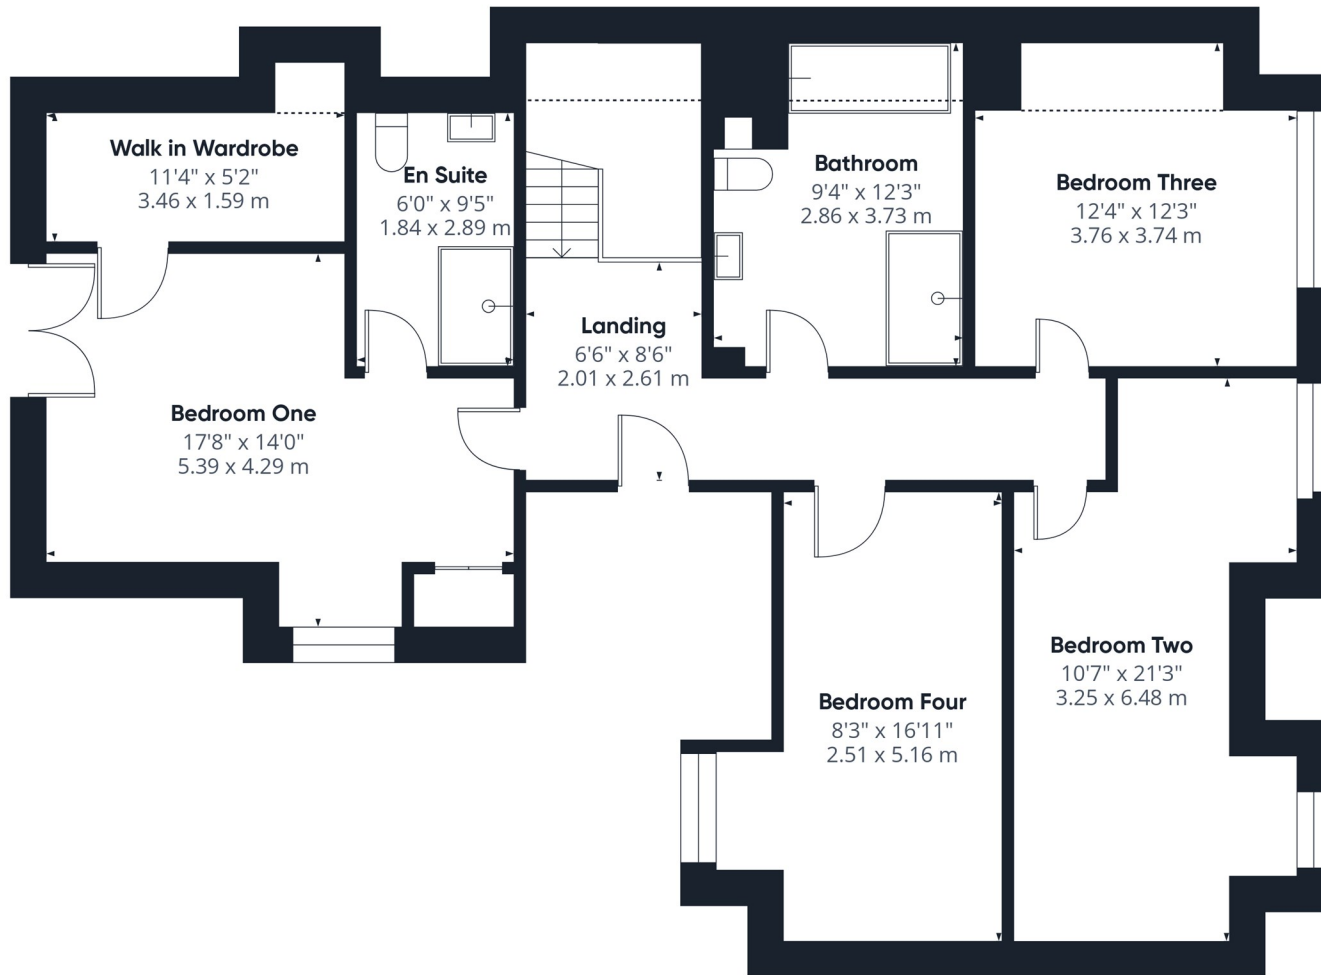 Walk in Wardrobe
11'4" x 5'2"
3.46 x 1.59 m
En Suite
6'0" x 9'5"
1.84 x 2.89 m
Bathroom
9'4" x 12'3"
2.86 x 3.73 m
Bedroom Three
12'4" x 12'3"
3.76 x 3.74 m
Landing
6'6" x 8'6"
2.01 x 2.61 m
Bedroom One
17'8" x 14'0"
5.39 x 4.29 m
Bedroom Two
10'7" x 21'3"
3.25 x 6.48 m
Bedroom Four
8'3" x 16'11"
2.51 x 5.16 m